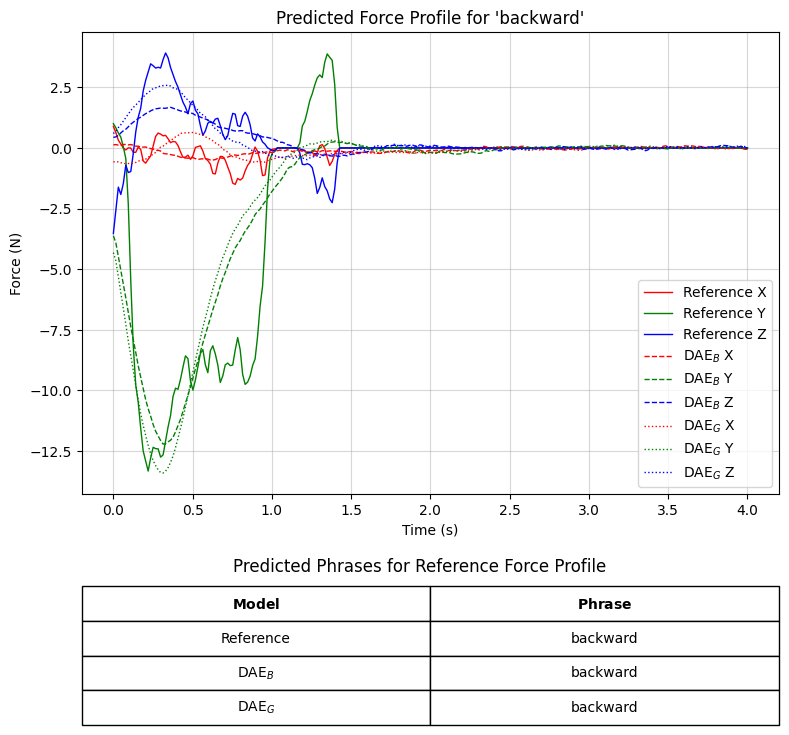 Predicted Force Profile for 'backward'
Force (N)
2.5
0.0
−2.5
−5.0
−7.5
−10.0
−12.5
Reference X
Reference Y
Reference Z
DAE_B X
DAE_B Y
DAE_B Z
DAE_G X
DAE_G Y
DAE_G Z
0.0 0.5 1.0 1.5 2.0 2.5 3.0 3.5 4.0
Time (s)
Predicted Phrases for Reference Force Profile
Model Phrase
Reference backward
DAE_B backward
DAE_G backward